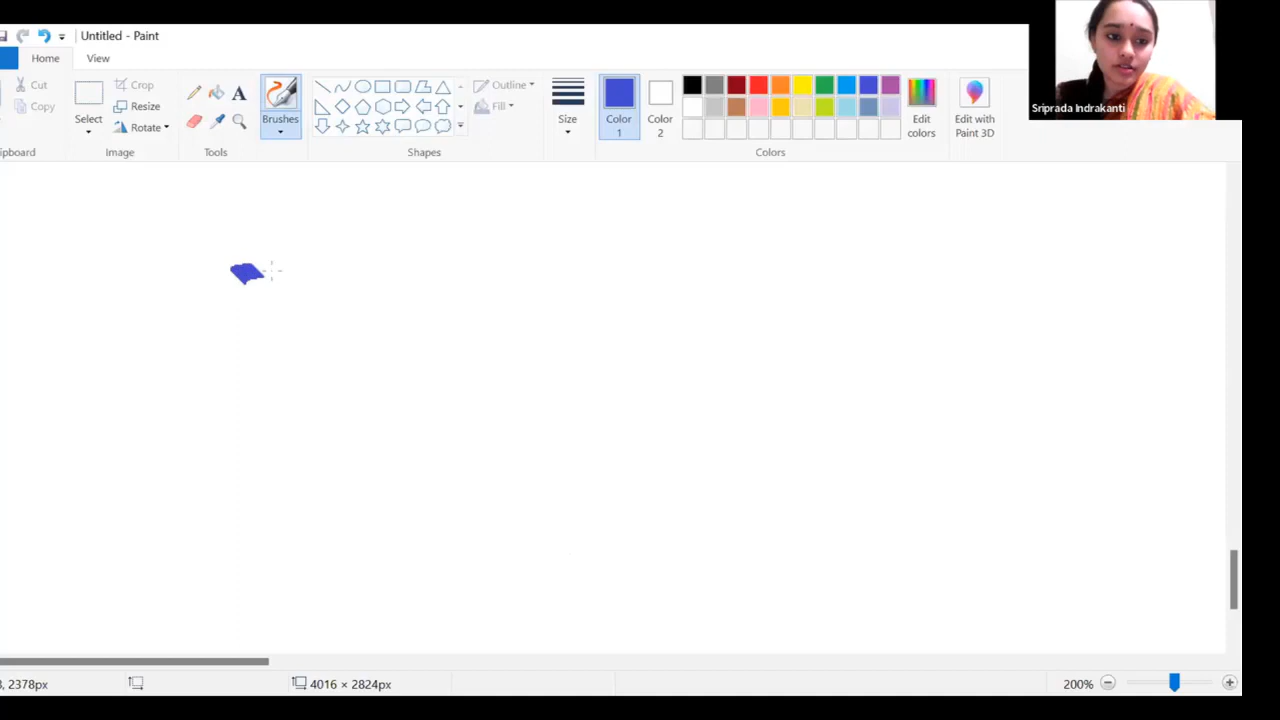 Untitled - Paint
Home
View
Cut
Copy
ipboard
Select
Crop
Resize
Rotate
Image
Tools
Brushes
Shapes
Outline
Fill
Size
Color
1
Color
2
Colors
Edit
colors
Edit with
Paint 3D
Sriprada Indrakanti
, 2378px
4016 × 2824px
200%